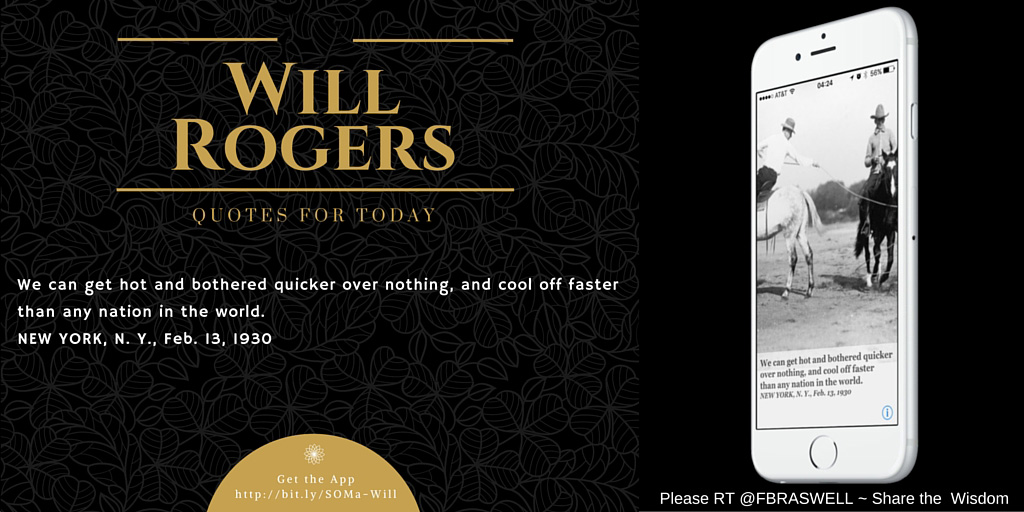 WILL
ROGERS
QUOTES FOR TODAY
We can get hot and bothered quicker over nothing, and cool off faster
than any nation in the world.
NEW YORK, N. Y., Feb. 13, 1930
Get the App
http://bit.ly/SOMa-Will
AT&T 04:24 56%
We can get hot and bothered quicker
over nothing, and cool off faster
than any nation in the world.
NEW YORK, N. Y., Feb. 13, 1930
Please RT @FBRASWELL ~ Share the Wisdom